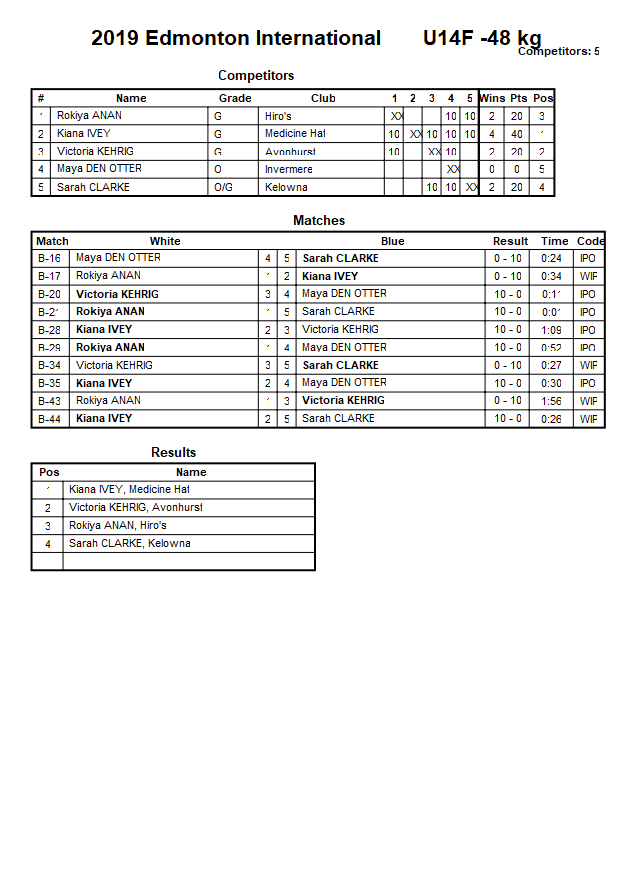 2019 Edmonton International U14F -48 kg
Competitors: 5
Competitors
# Name Grade Club 1 2 3 4 5 Wins Pts Pos
1 Rokiya ANAN G Hiro's XX 10 10 2 20 3
2 Kiana IVEY G Medicine Hat 10 XX 10 10 10 4 40 1
3 Victoria KEHRIG G Avonhurst 10 XX 10 2 20 2
4 Maya DEN OTTER O Invermere XX 0 0 5
5 Sarah CLARKE O/G Kelowna 10 10 XX 2 20 4
Matches
Match White Blue Result Time Code
B-16 Maya DEN OTTER 4 5 Sarah CLARKE 0 - 10 0:24 IPO
B-17 Rokiya ANAN 1 2 Kiana IVEY 0 - 10 0:34 WIP
B-20 Victoria KEHRIG 3 4 Maya DEN OTTER 10 - 0 0:11 IPO
B-21 Rokiya ANAN 1 5 Sarah CLARKE 10 - 0 0:01 IPO
B-28 Kiana IVEY 2 3 Victoria KEHRIG 10 - 0 1:09 IPO
B-29 Rokiya ANAN 1 4 Maya DEN OTTER 10 - 0 0:52 IPO
B-34 Victoria KEHRIG 3 5 Sarah CLARKE 0 - 10 0:27 WIP
B-35 Kiana IVEY 2 4 Maya DEN OTTER 10 - 0 0:30 IPO
B-43 Rokiya ANAN 1 3 Victoria KEHRIG 0 - 10 1:56 WIP
B-44 Kiana IVEY 2 5 Sarah CLARKE 10 - 0 0:26 WIP
Results
Pos Name
1 Kiana IVEY, Medicine Hat
2 Victoria KEHRIG, Avonhurst
3 Rokiya ANAN, Hiro's
4 Sarah CLARKE, Kelowna